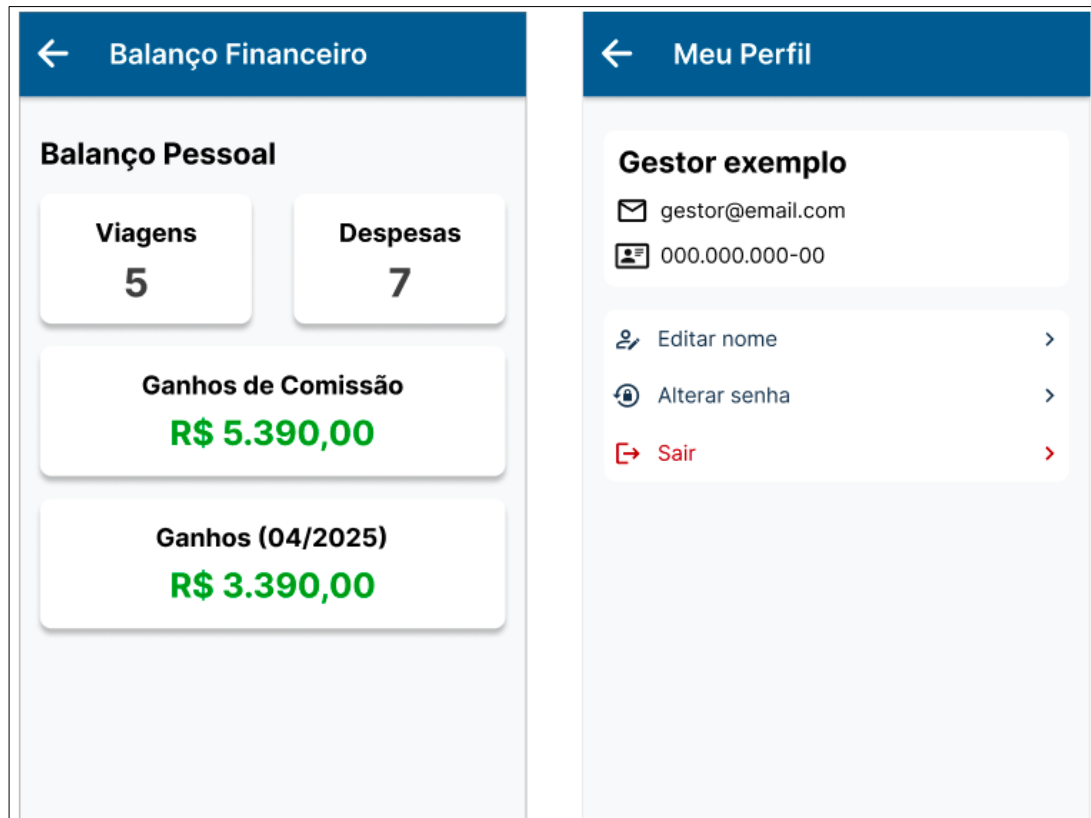 Balanço Financeiro
Balanço Pessoal
Viagens
5
Despesas
7
Ganhos de Comissão
R$ 5.390,00
Ganhos (04/2025)
R$ 3.390,00
Meu Perfil
Gestor exemplo
gestor@email.com
000.000.000-00
Editar nome
Alterar senha
Sair